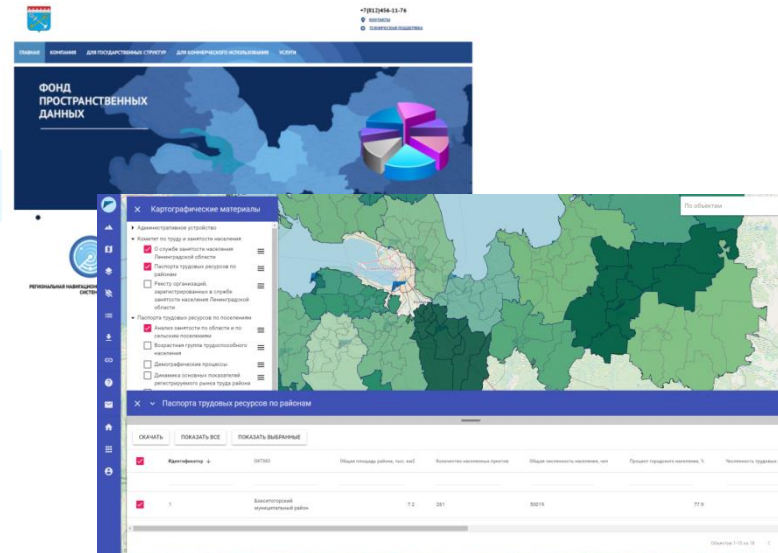 +7(812)456-11-76
КОНТАКТЫ
ТЕХНИЧЕСКАЯ ПОДДЕРЖКА
ГЛАВНАЯ КОМПАНИЯ ДЛЯ ГОСУДАРСТВЕННЫХ СТРУКТУР ДЛЯ КОММЕРЧЕСКОГО ИСПОЛЬЗОВАНИЯ УСЛУГИ
ФОНД
ПРОСТРАНСТВЕННЫХ
ДАННЫХ
РЕГИОНАЛЬНАЯ
Картографические материалы
Административное устройство
Комитет по труду и занятости населения
О службе занятости населения
Ленинградской области
Паспорта трудовых ресурсов по
районам
Реестр организаций,
зарегистрированных в службе
занятости населения Ленинградской
области
Паспорта трудовых ресурсов по поселениям
Анализ занятости по области и по
сельским поселениям
Возрастная группа трудоспособного
населения
Демографические процессы
Динамика основных показателей
регистрируемого рынка труда района
По объектам
Паспорта трудовых ресурсов по районам
СКАЧАТЬ ПОКАЗАТЬ ВСЕ ПОКАЗАТЬ ВЫБРАННЫЕ
Идентификатор ОКТМО Общая площадь района, тыс. км2 Количество населенных пунктов Общая численность населения, чел Процент городского населения, % Численность трудовых
1 Бокситогорский
муниципальный район 7.2 261 50019 77.9